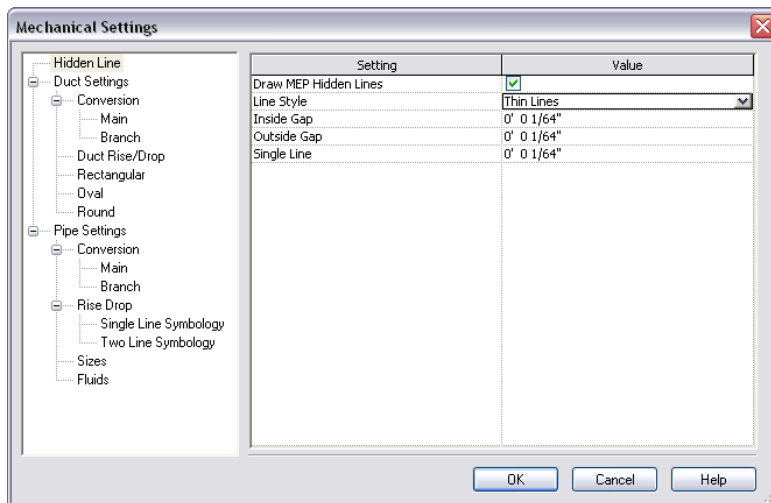 Mechanical Settings
Hidden Line
Duct Settings
Conversion
Main
Branch
Duct Rise/Drop
Rectangular
Oval
Round
Pipe Settings
Conversion
Main
Branch
Rise Drop
Single Line Symbology
Two Line Symbology
Sizes
Fluids
Setting Value
Draw MEP Hidden Lines
Line Style Thin Lines
Inside Gap 0' 0 1/64"
Outside Gap 0' 0 1/64"
Single Line 0' 0 1/64"
OK Cancel Help